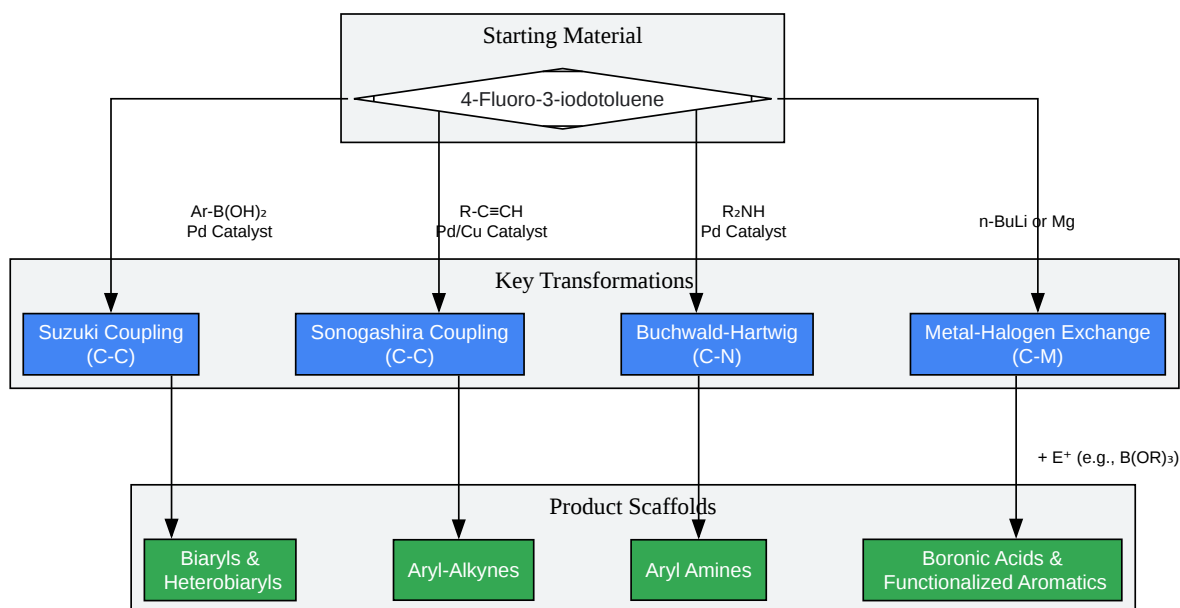 Starting Material
4-Fluoro-3-iodotoluene
Ar-B(OH)₂
Pd Catalyst
R-C≡CH
Pd/Cu Catalyst
R₂NH
Pd Catalyst
n-BuLi or Mg
Key Transformations
Suzuki Coupling
(C-C)
Sonogashira Coupling
(C-C)
Buchwald-Hartwig
(C-N)
Metal-Halogen Exchange
(C-M)
+ E⁺ (e.g., B(OR)₃)
Product Scaffolds
Biaryls &
Heterobiaryls
Aryl-Alkynes
Aryl Amines
Boronic Acids &
Functionalized Aromatics